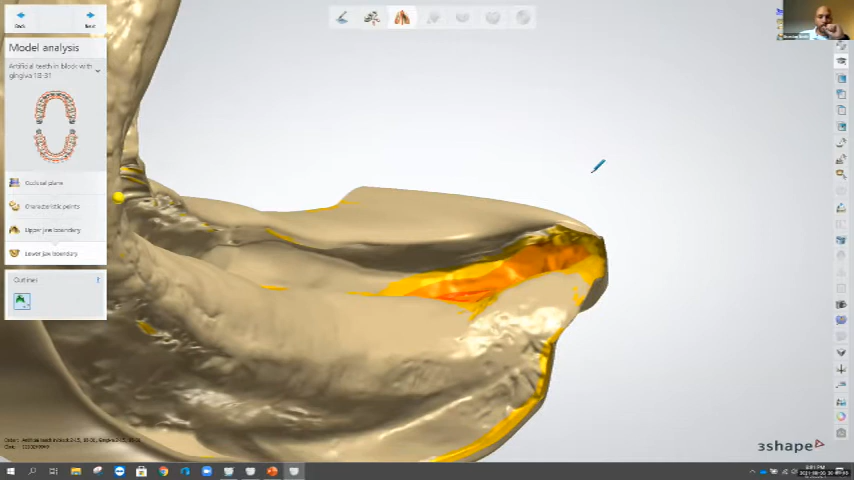 Back
Next
Model analysis
Artificial teeth in block with
gingiva 18-31
Occlusal plane
Characteristic points
Upper jaw boundary
Lower jaw boundary
Outlines
3shape